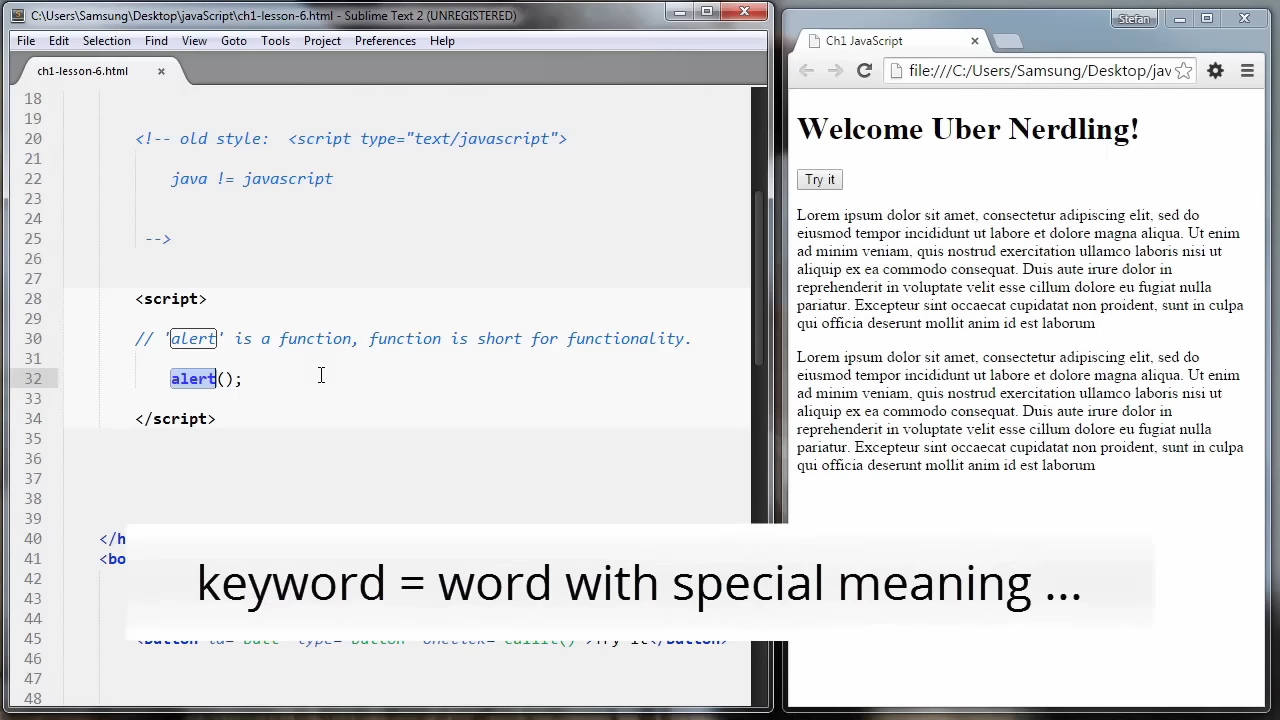 C:\Users\Samsung\Desktop\javaScript\ch1-lesson-6.html - Sublime Text 2 (UNREGISTERED)
File Edit Selection Find View Goto Tools Project Preferences Help
ch1-lesson-6.html
18
19
20 <!-- old style:  <script type="text/javascript">
21
22 java != javascript
23
24
25 -->
26
27
28 <script>
29
30 // 'alert' is a function, function is short for functionality.
31
32 alert();
33
34 </script>
35
36
37
38
39
40 </h
41 <bo
42
43
44
45
46
47
48
keyword = word with special meaning ...
Stefan
Ch1 JavaScript
file:///C:/Users/Samsung/Desktop/jav
Welcome Uber Nerdling!
Try it
Lorem ipsum dolor sit amet, consectetur adipiscing elit, sed do
eiusmod tempor incididunt ut labore et dolore magna aliqua. Ut enim
ad minim veniam, quis nostrud exercitation ullamco laboris nisi ut
aliquip ex ea commodo consequat. Duis aute irure dolor in
reprehenderit in voluptate velit esse cillum dolore eu fugiat nulla
pariatur. Excepteur sint occaecat cupidatat non proident, sunt in culpa
qui officia deserunt mollit anim id est laborum
Lorem ipsum dolor sit amet, consectetur adipiscing elit, sed do
eiusmod tempor incididunt ut labore et dolore magna aliqua. Ut enim
ad minim veniam, quis nostrud exercitation ullamco laboris nisi ut
aliquip ex ea commodo consequat. Duis aute irure dolor in
reprehenderit in voluptate velit esse cillum dolore eu fugiat nulla
pariatur. Excepteur sint occaecat cupidatat non proident, sunt in culpa
qui officia deserunt mollit anim id est laborum